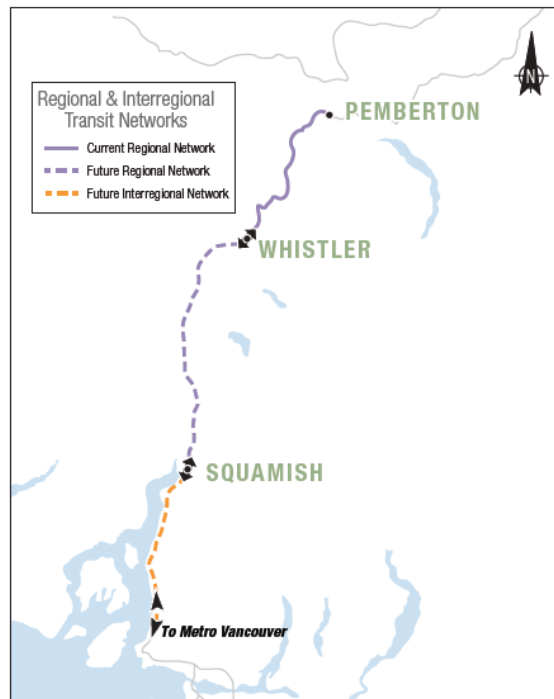 N
PEMBERTON
Regional & Interregional
Transit Networks
Current Regional Network
Future Regional Network
Future Interregional Network
WHISTLER
SQUAMISH
To Metro Vancouver